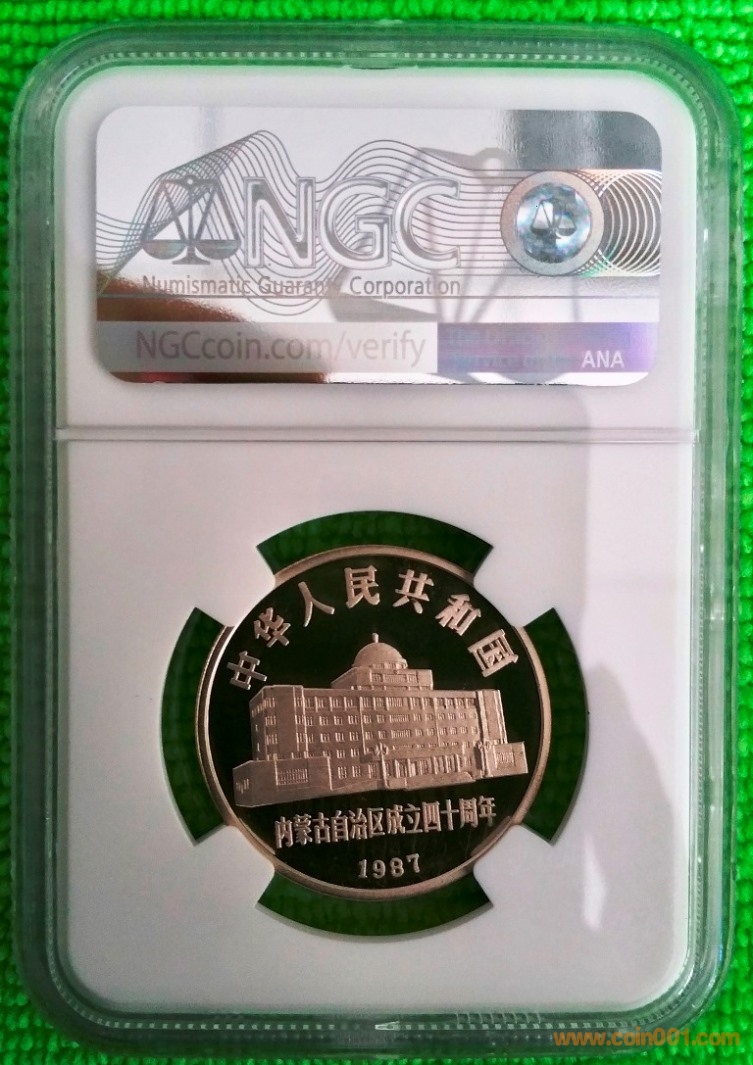 NGC
Numismatic Guaranty Corporation
NGCcoin.com/verify
ANA
中华人民共和国
内蒙古自治区成立四十周年
1987
www.coin001.com